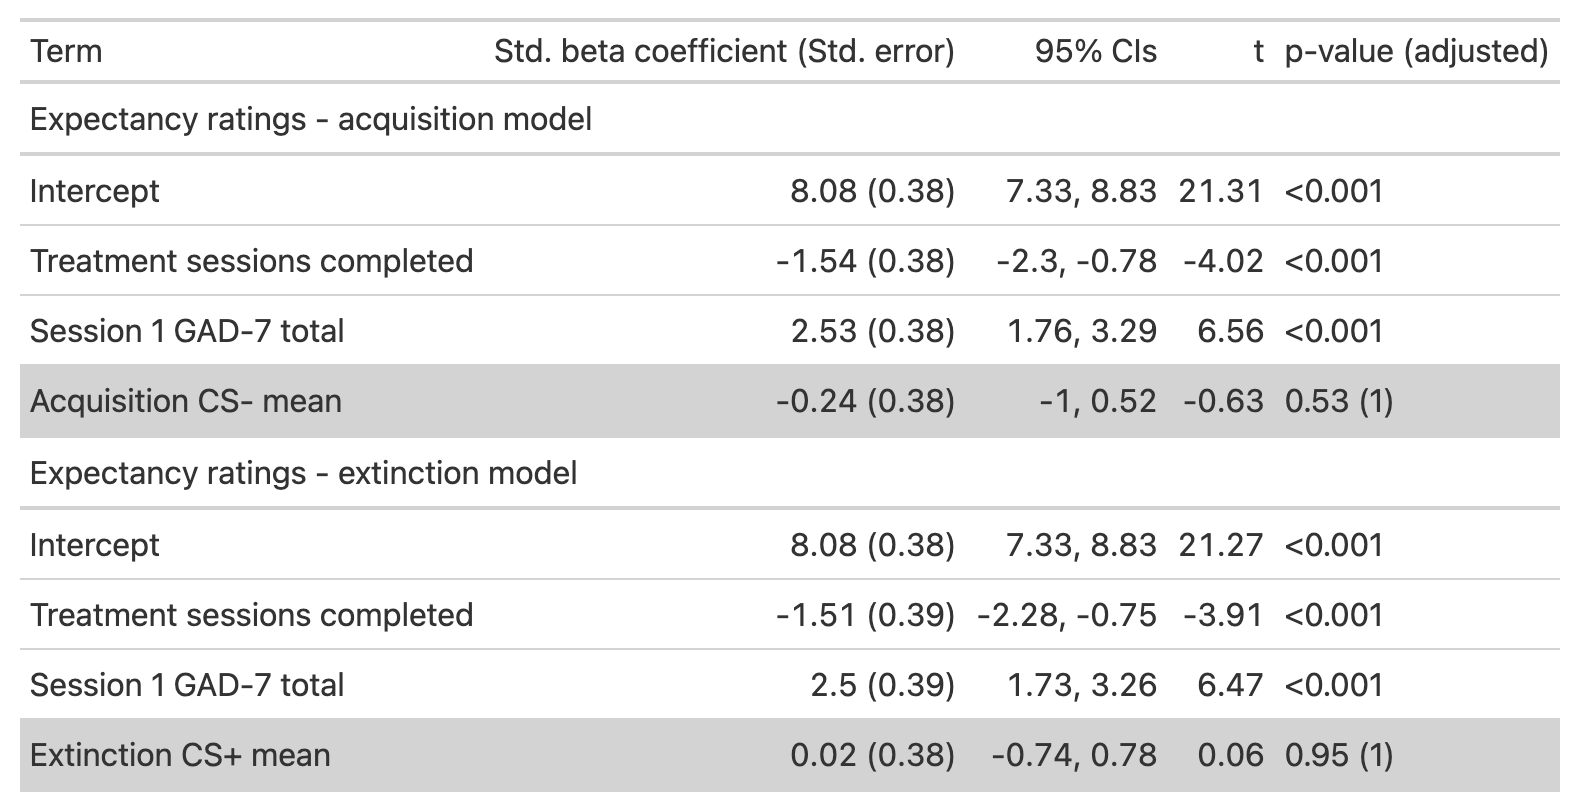 Term Std. beta coefficient (Std. error) 95% CIs t p-value (adjusted)
Expectancy ratings - acquisition model
Intercept 8.08 (0.38) 7.33, 8.83 21.31 <0.001
Treatment sessions completed -1.54 (0.38) -2.3, -0.78 -4.02 <0.001
Session 1 GAD-7 total 2.53 (0.38) 1.76, 3.29 6.56 <0.001
Acquisition CS- mean -0.24 (0.38) -1, 0.52 -0.63 0.53 (1)
Expectancy ratings - extinction model
Intercept 8.08 (0.38) 7.33, 8.83 21.27 <0.001
Treatment sessions completed -1.51 (0.39) -2.28, -0.75 -3.91 <0.001
Session 1 GAD-7 total 2.5 (0.39) 1.73, 3.26 6.47 <0.001
Extinction CS+ mean 0.02 (0.38) -0.74, 0.78 0.06 0.95 (1)